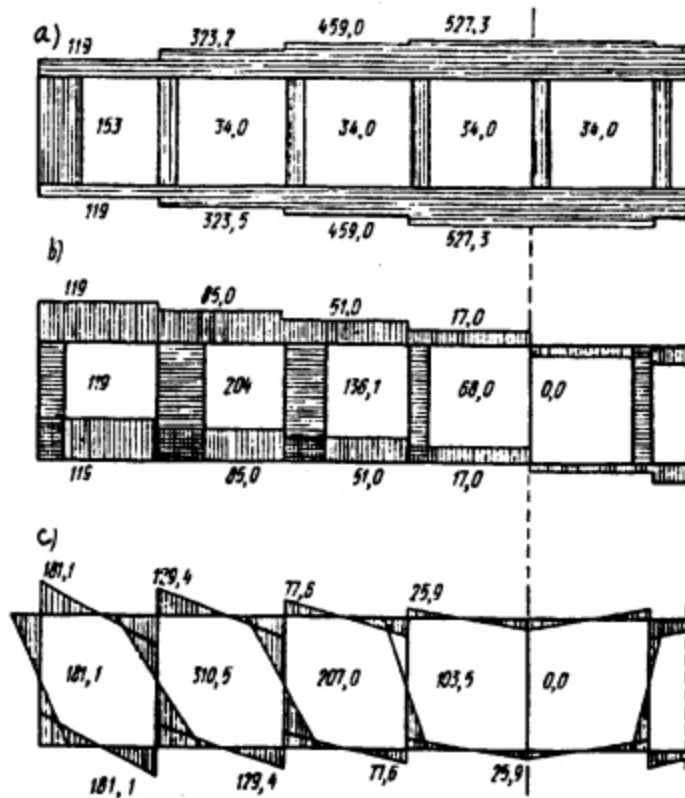 a)
119 323,2 459,0 527,3
153 34,0 34,0 34,0 34,0
119 323,5 459,0 527,3
b)
119 85,0 51,0 17,0
119 204 136,1 68,0 0,0
119 85,0 51,0 17,0
c)
181,1 129,4 77,6 25,9
181,1 310,5 207,0 103,5 0,0
181,1 129,4 77,6 25,9